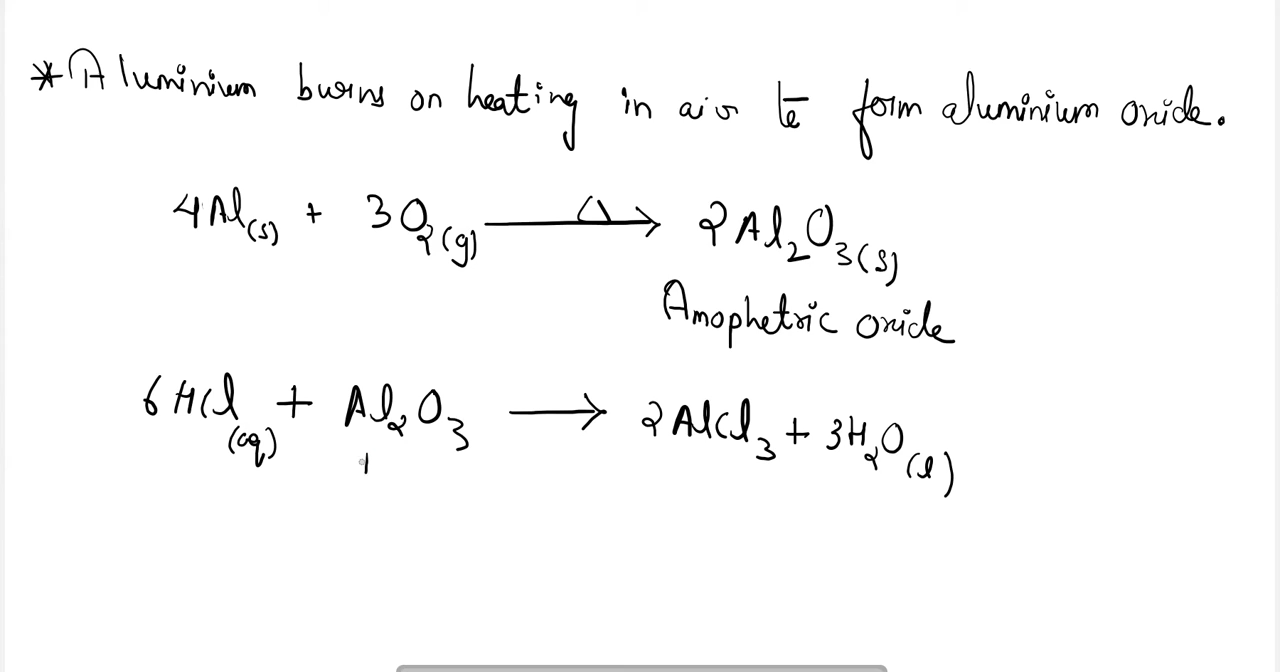 *Aluminium burns on heating in air to form aluminium oxide.
4Al(s) + 3O₂(g) —Δ→ 2Al₂O₃(s)
Amophetric oxide
6HCl(aq) + Al₂O₃ ⟶ 2AlCl₃ + 3H₂O(l)